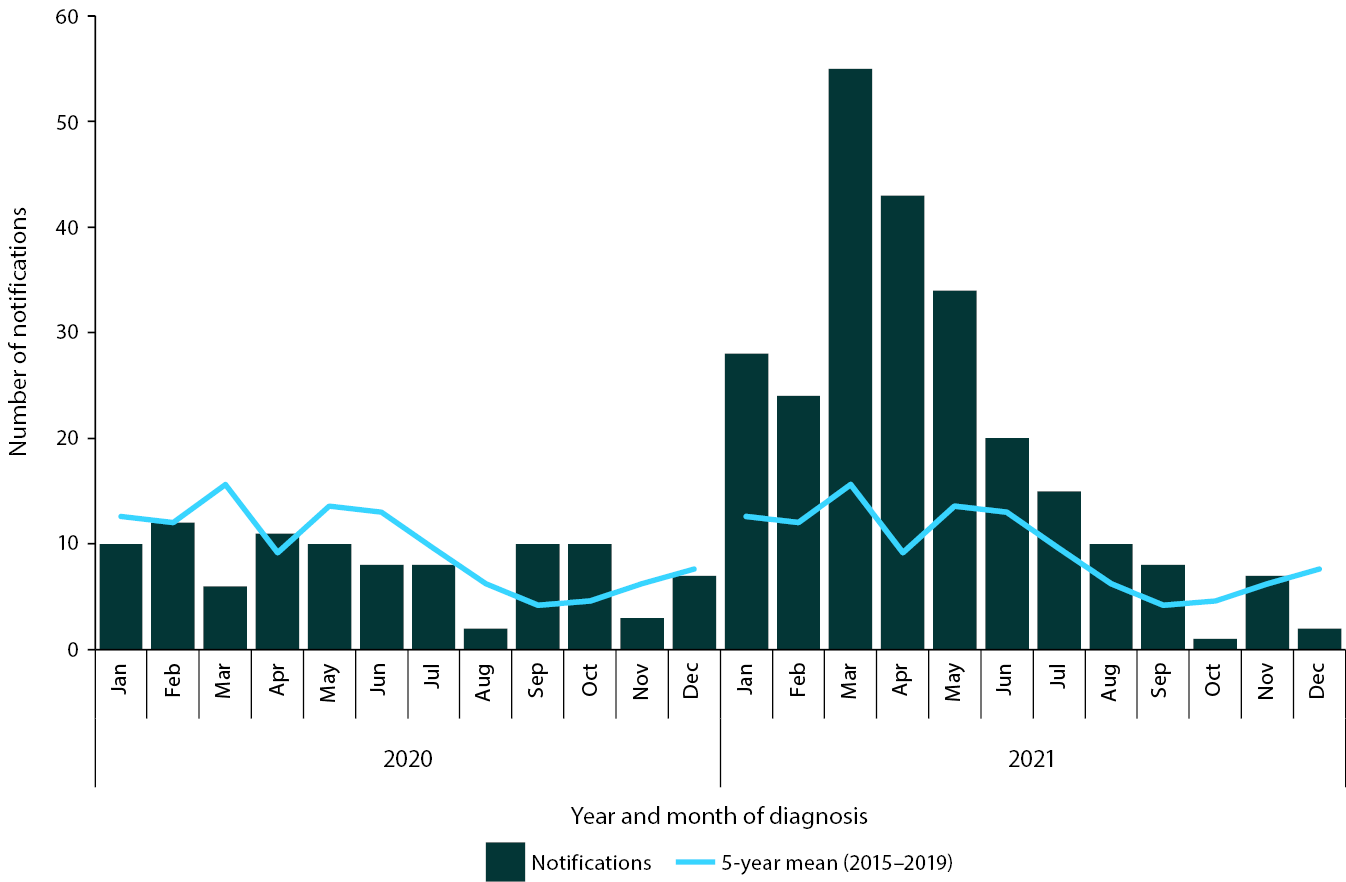 60
50
40
30
20
10
0
Number of notifications
Jan Feb Mar Apr May Jun Jul Aug Sep Oct Nov Dec Jan Feb Mar Apr May Jun Jul Aug Sep Oct Nov Dec
2020 2021
Year and month of diagnosis
Notifications 5-year mean (2015–2019)